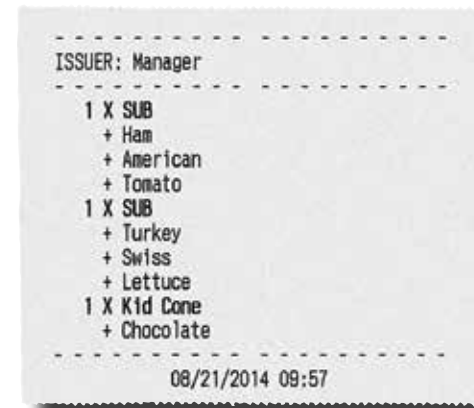 ISSUER: Manager
1 X SUB
+ Ham
+ American
+ Tomato
1 X SUB
+ Turkey
+ Swiss
+ Lettuce
1 X Kid Cone
+ Chocolate
08/21/2014 09:57